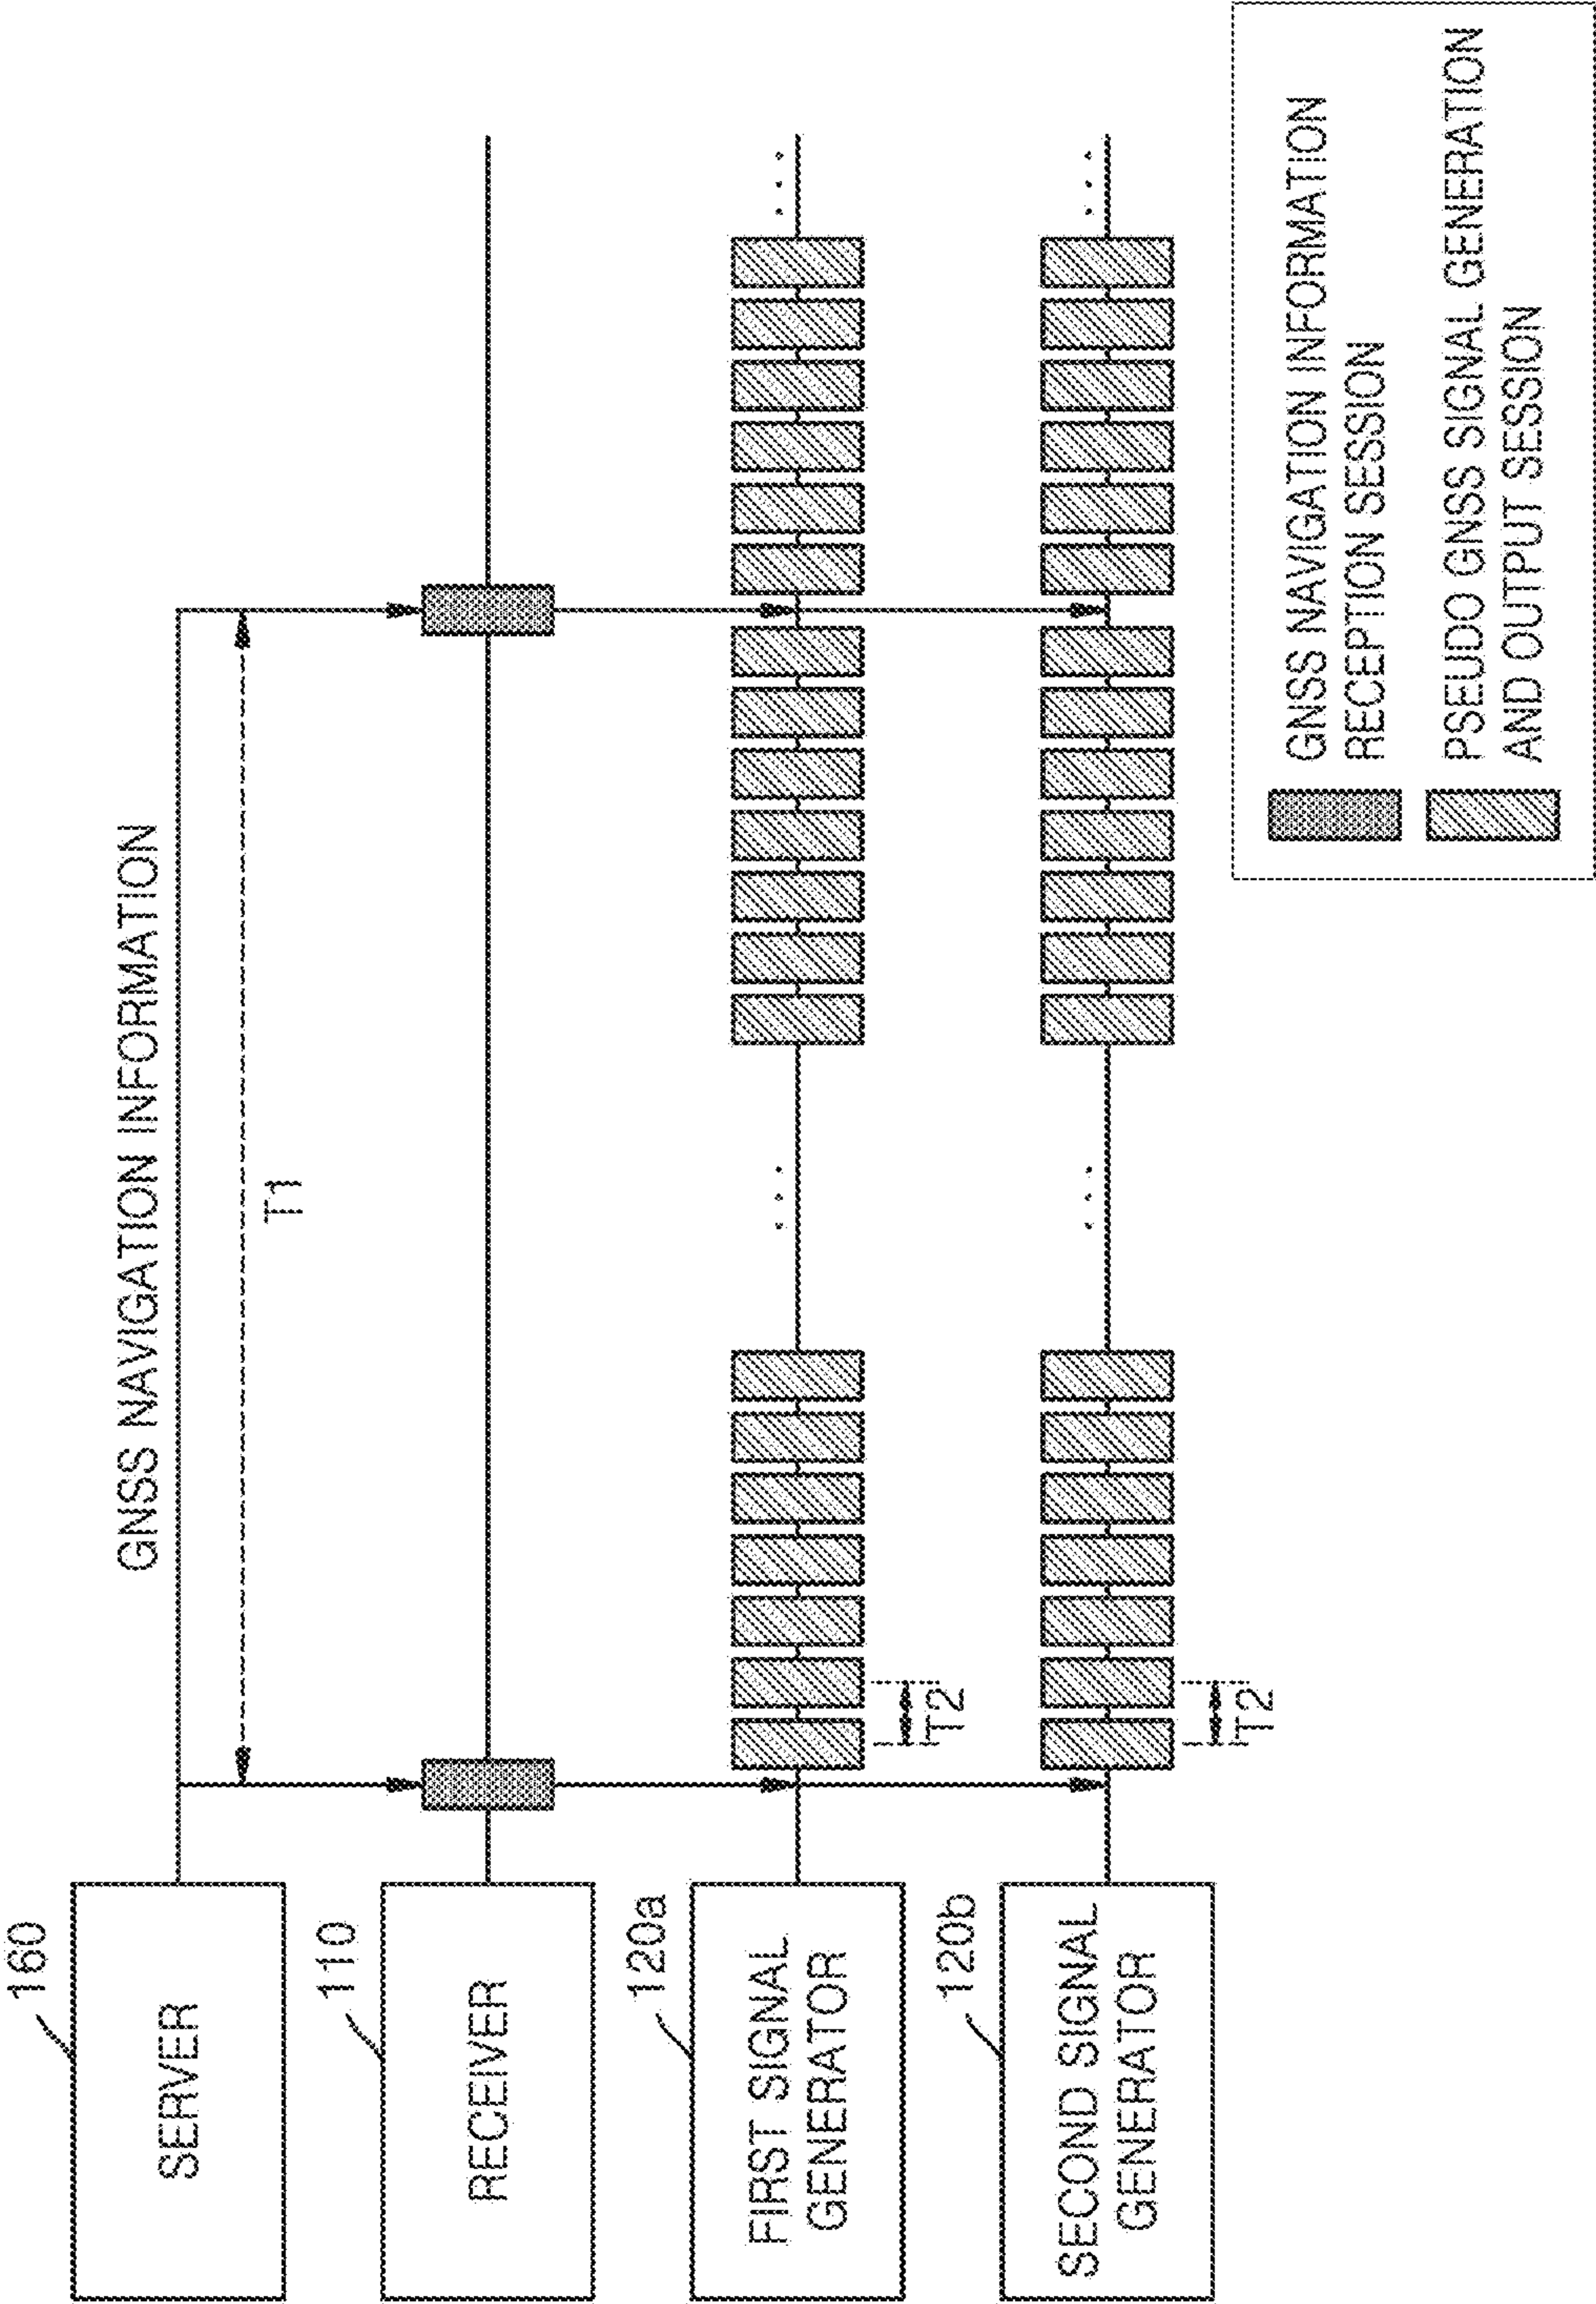 GNSS NAVIGATION INFORMATION
T1
160
SERVER
110
RECEIVER
120a
FIRST SIGNAL
GENERATOR
T2
120b
SECOND SIGNAL
GENERATOR
T2
GNSS NAVIGATION INFORMATION
RECEPTION SESSION
PSEUDO GNSS SIGNAL GENERATION
AND OUTPUT SESSION